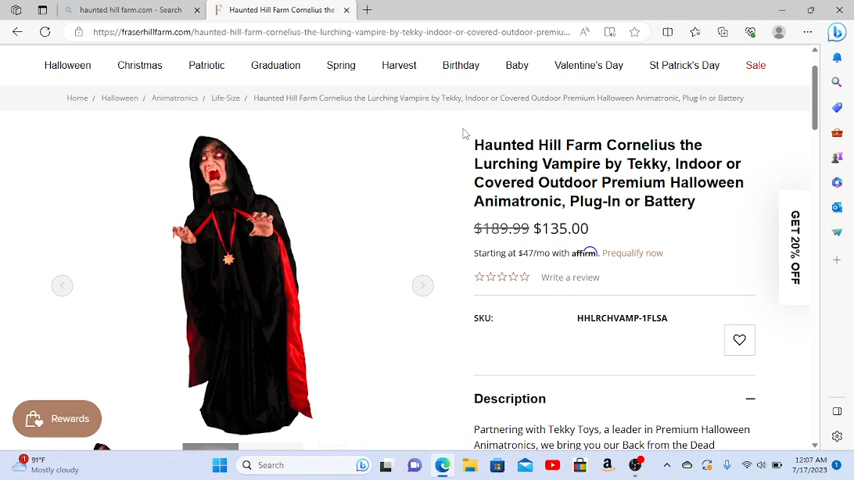 haunted hill farm.com - Search
Haunted Hill Farm Cornelius the
https://fraserhillfarm.com/haunted-hill-farm-cornelius-the-lurching-vampire-by-tekky-indoor-or-covered-outdoor-premiu...
Halloween Christmas Patriotic Graduation Spring Harvest Birthday Baby Valentine's Day St Patrick's Day Sale
Home / Halloween / Animatronics / Life-Size / Haunted Hill Farm Cornelius the Lurching Vampire by Tekky, Indoor or Covered Outdoor Premium Halloween Animatronic, Plug-In or Battery
Haunted Hill Farm Cornelius the
Lurching Vampire by Tekky, Indoor or
Covered Outdoor Premium Halloween
Animatronic, Plug-In or Battery
$189.99 $135.00
Starting at $47/mo with affirm. Prequalify now
Write a review
GET 20% OFF
SKU: HHLRCHVAMP-1FLSA
Description
Partnering with Tekky Toys, a leader in Premium Halloween
Animatronics, we bring you our Back from the Dead
Rewards
1
91°F
Mostly cloudy
Search
12:07 AM
7/17/2023
1